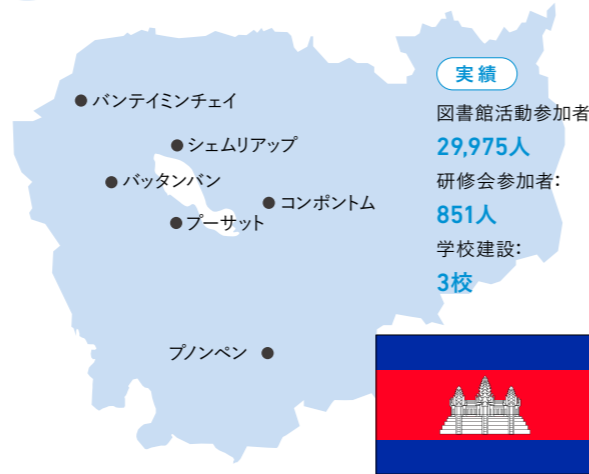 バンテイミンチェイ
シェムリアップ
バッタンバン
コンポントム
プーサット
プノンペン
実績
図書館活動参加者
29,975人
研修会参加者:
851人
学校建設:
3校